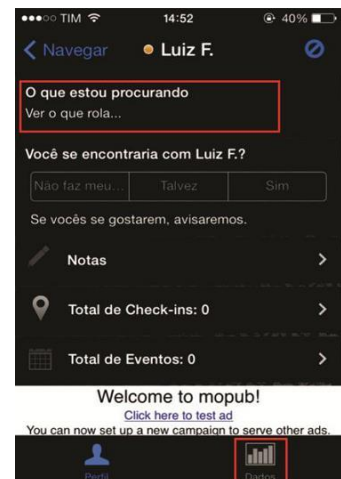 TIM 14:52 40%
Navegar Luiz F.
O que estou procurando
Ver o que rola...
Você se encontraria com Luiz F.?
Não faz meu... Talvez Sim
Se vocês se gostarem, avisaremos.
Notas
Total de Check-ins: 0
Total de Eventos: 0
Welcome to mopub!
Click here to test ad
You can now set up a new campaign to serve other ads.
Perfil Dados